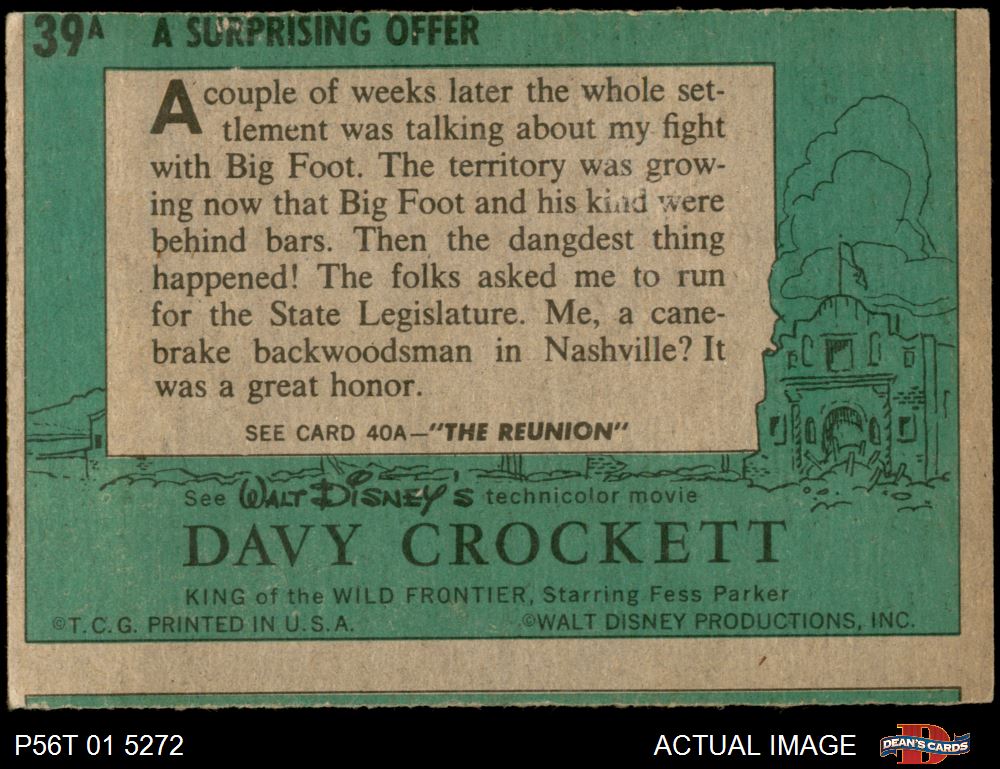 39A A SURPRISING OFFER
A couple of weeks later the whole set-
tlement was talking about my fight
with Big Foot. The territory was grow-
ing now that Big Foot and his kind were
behind bars. Then the dangdest thing
happened! The folks asked me to run
for the State Legislature. Me, a cane-
brake backwoodsman in Nashville? It
was a great honor.
SEE CARD 40A—"THE REUNION"
See WALT DISNEY'S technicolor movie
DAVY CROCKETT
KING of the WILD FRONTIER, Starring Fess Parker
©T.C.G. PRINTED IN U.S.A. ©WALT DISNEY PRODUCTIONS, INC.
P56T 01 5272 ACTUAL IMAGE D DEAN'S CARDS